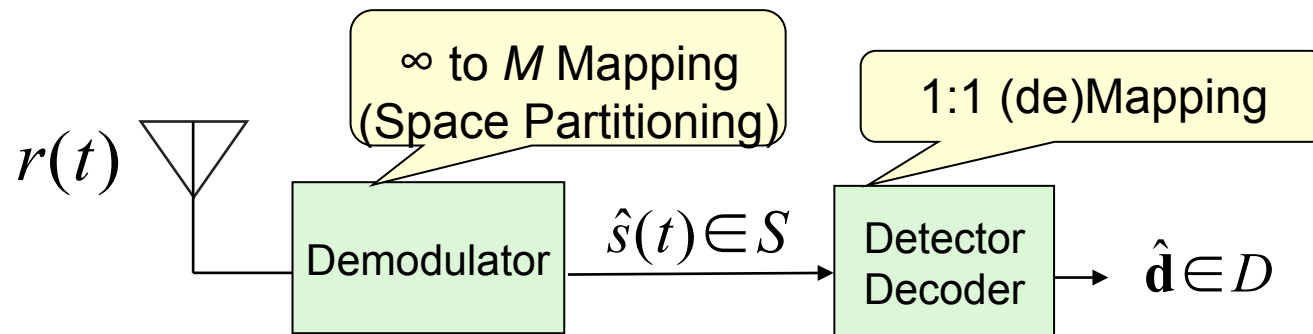 ∞ to M Mapping
(Space Partitioning)
1:1 (de)Mapping
r(t)
Demodulator
ŝ(t)∈S
Detector
Decoder
d̂∈D